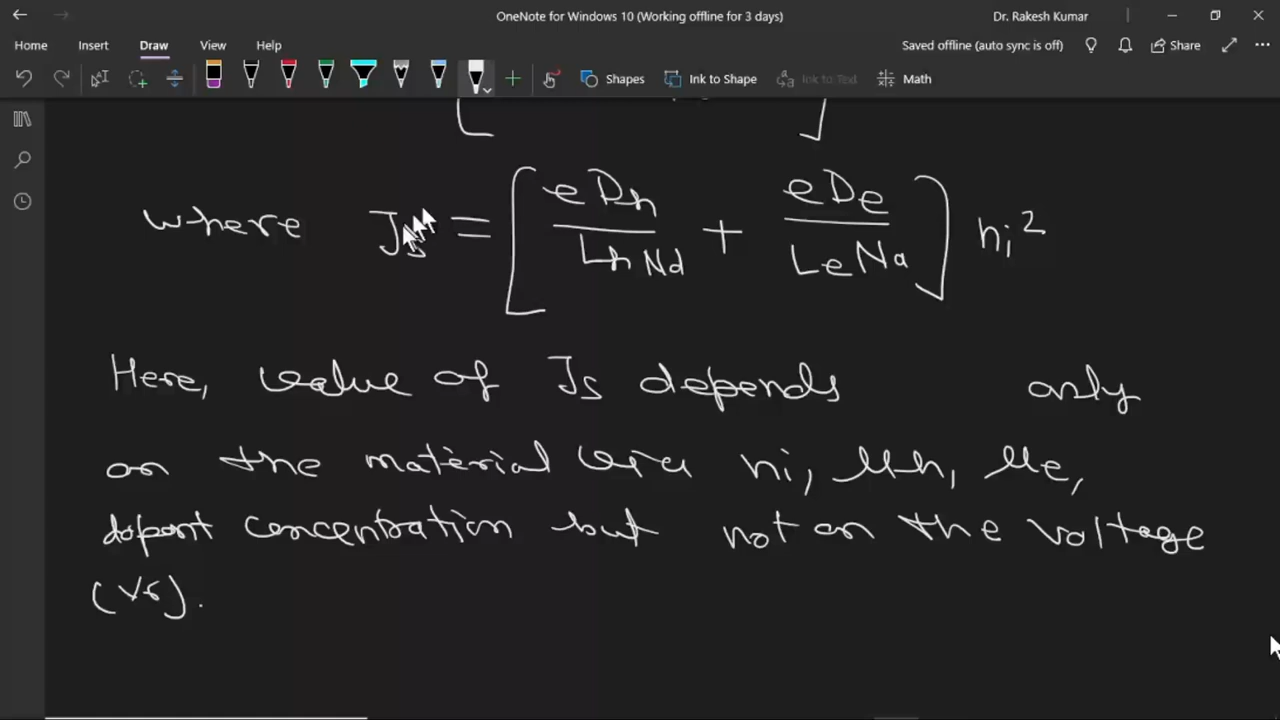 OneNote for Windows 10 (Working offline for 3 days)
Dr. Rakesh Kumar
Home Insert Draw View Help
Saved offline (auto sync is off)
Share
Shapes
Ink to Shape
Ink to Text
Math
where Js = [ eDh / LhNd + eDe / LeNa ] ni²
Here, value of Js depends only
on the material via ni, μh, μe,
dopant concentration but not on the voltage
(Vr).